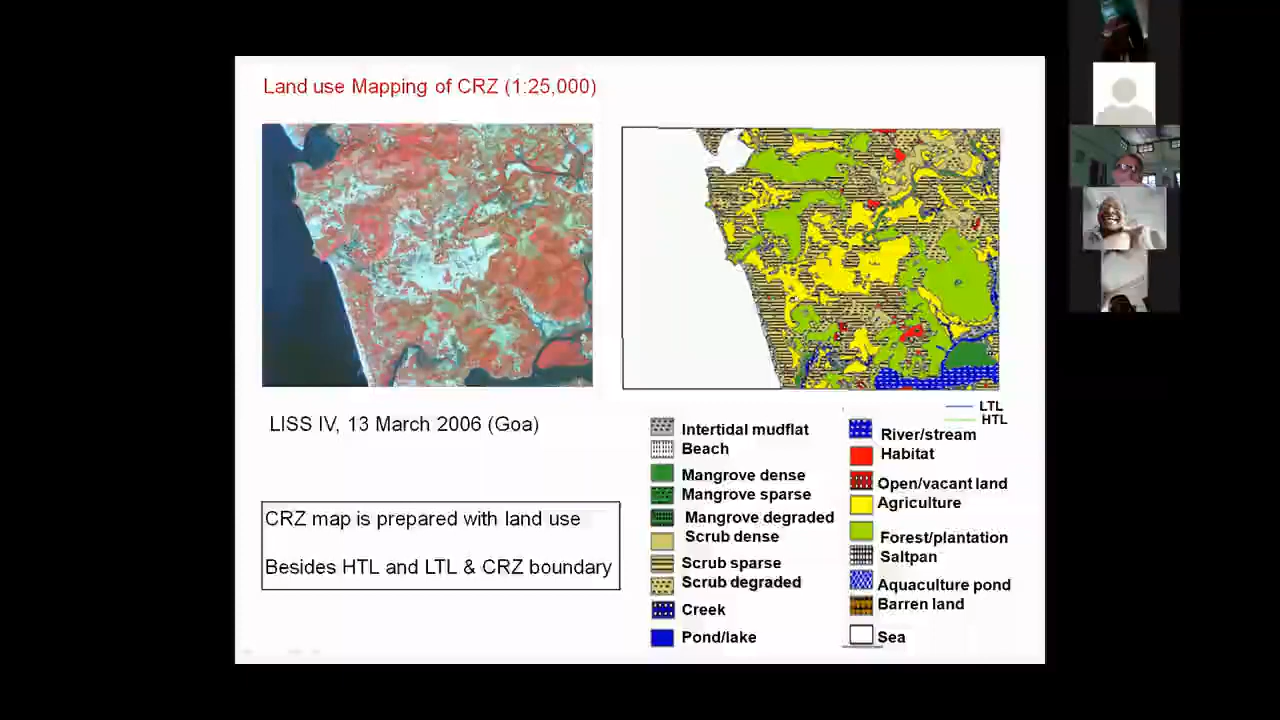 Land use Mapping of CRZ (1:25,000)
LISS IV, 13 March 2006 (Goa)
CRZ map is prepared with land use
Besides HTL and LTL & CRZ boundary
Intertidal mudflat
Beach
Mangrove dense
Mangrove sparse
Mangrove degraded
Scrub dense
Scrub sparse
Scrub degraded
Creek
Pond/lake
LTL
HTL
River/stream
Habitat
Open/vacant land
Agriculture
Forest/plantation
Saltpan
Aquaculture pond
Barren land
Sea